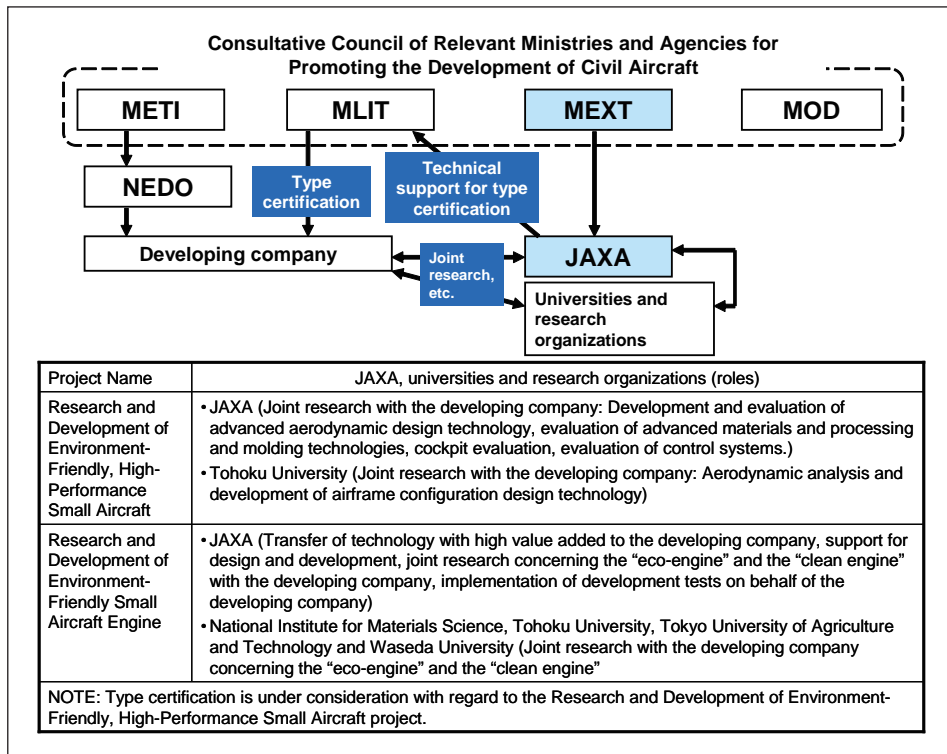 Consultative Council of Relevant Ministries and Agencies for
Promoting the Development of Civil Aircraft
METI
MLIT
MEXT
MOD
NEDO
Type
certification
Technical
support for type
certification
Developing company
Joint
research,
etc.
JAXA
Universities and
research
organizations
Project Name
JAXA, universities and research organizations (roles)
Research and
Development of
Environment-
Friendly, High-
Performance
Small Aircraft
• JAXA (Joint research with the developing company: Development and evaluation of
advanced aerodynamic design technology, evaluation of advanced materials and processing
and molding technologies, cockpit evaluation, evaluation of control systems.)
• Tohoku University (Joint research with the developing company: Aerodynamic analysis and
development of airframe configuration design technology)
Research and
Development of
Environment-
Friendly Small
Aircraft Engine
• JAXA (Transfer of technology with high value added to the developing company, support for
design and development, joint research concerning the “eco-engine” and the “clean engine”
with the developing company, implementation of development tests on behalf of the
developing company)
• National Institute for Materials Science, Tohoku University, Tokyo University of Agriculture
and Technology and Waseda University (Joint research with the developing company
concerning the “eco-engine” and the “clean engine”
NOTE: Type certification is under consideration with regard to the Research and Development of Environment-
Friendly, High-Performance Small Aircraft project.